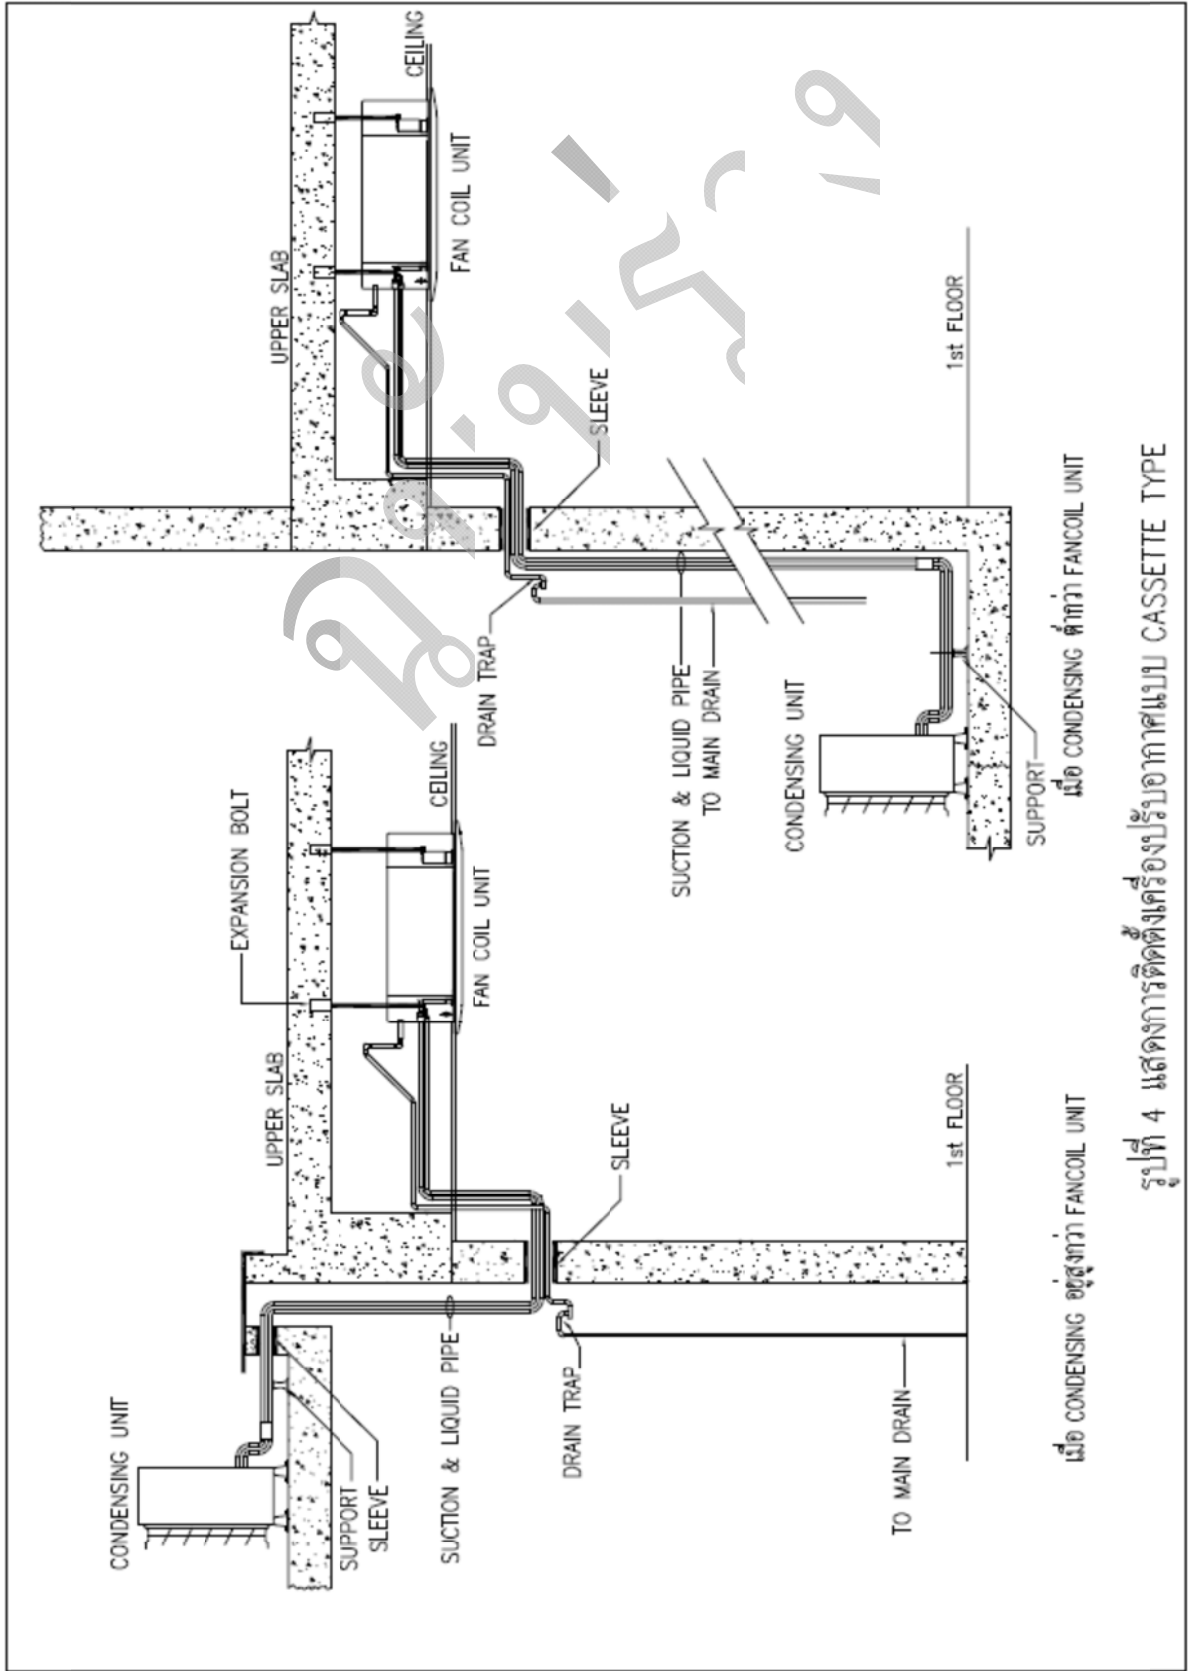 CONDENSING UNIT
SUPPORT
SLEEVE
SUCTION & LIQUID PIPE
DRAIN TRAP
TO MAIN DRAIN
EXPANSION BOLT
UPPER SLAB
CEILING
FAN COIL UNIT
SLEEVE
1st FLOOR
เมื่อ CONDENSING อยู่สูงกว่า FANCOIL UNIT
UPPER SLAB
CEILING
FAN COIL UNIT
DRAIN TRAP
SLEEVE
SUCTION & LIQUID PIPE
TO MAIN DRAIN
CONDENSING UNIT
1st FLOOR
SUPPORT
เมื่อ CONDENSING ต่ำกว่า FANCOIL UNIT
รูปที่ 4 แสดงการติดตั้งเครื่องปรับอากาศแบบ CASSETTE TYPE